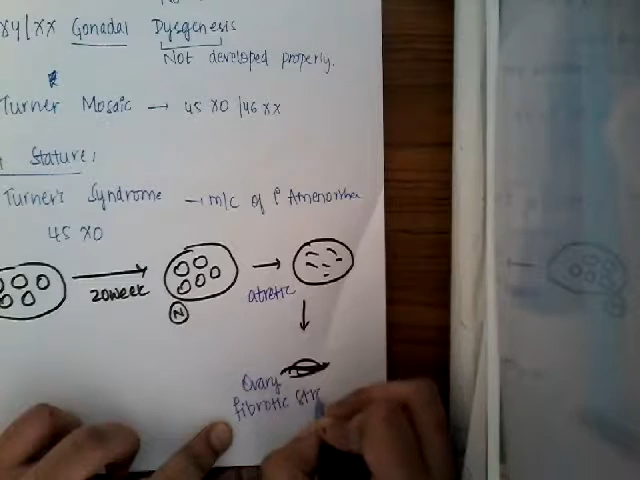 XY/XX Gonadal Dysgenesis
Not developed properly.
Turner Mosaic → 45 XO/46 XX
Stature:
Turner's Syndrome → m/c of 1° Amenorrhea
45 XO
20 week
atretic
N
Ovary
fibrotic str